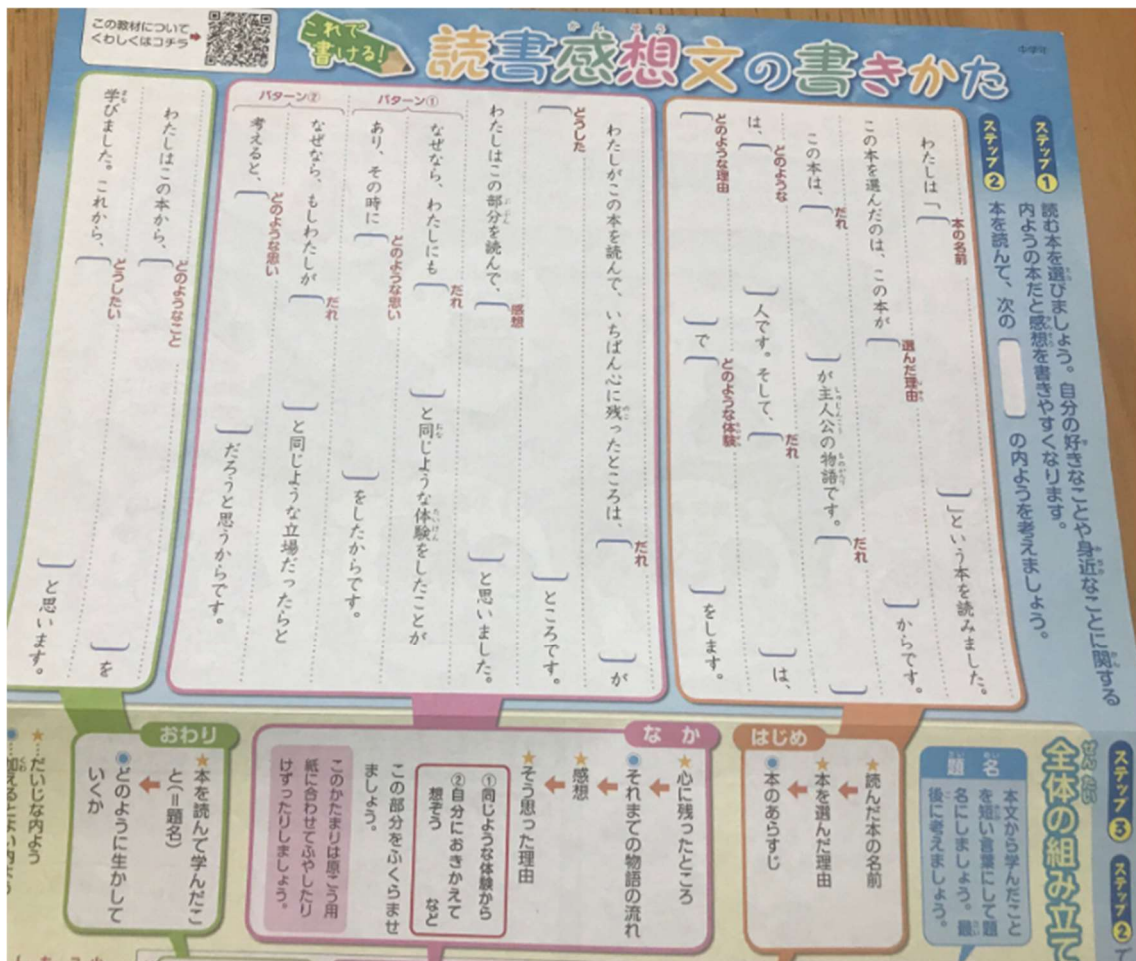 中学年
これで書ける!
読書感想文の書きかた
この教材について
くわしくはコチラ
ステップ① 読む本を選びましょう。自分の好きなことや身近なことに関する
内ようの本だと感想を書きやすくなります。
ステップ② 本を読んで、次の の内ようを考えましょう。
わたしは「( 本の名前 )」という本を読みました。
この本を選んだのは、この本が( 選んだ理由 )からです。
この本は、( だれ )が主人公の物語です。( だれ )
は、( どのような )人です。そして、( だれ )は、
( どのような理由 )で( どのような体験 )をします。
わたしがこの本を読んで、いちばん心に残ったところは、( だれ )が
( どうした )ところです。
わたしはこの部分を読んで、( 感想 )と思いました。
パターン①
なぜなら、わたしにも( だれ )と同じような体験をしたことが
あり、その時に( どのような思い )をしたからです。
パターン②
なぜなら、もしわたしが( だれ )と同じような立場だったらと
考えると、( どのような思い )だろうと思うからです。
わたしはこの本から、( どのようなこと )を
学びました。これから、( どうしたい )と思います。
ステップ③
ステップ②で
全体の組み立て
題名
本文から学んだこと
を短い言葉にして題
名にしましょう。最
後に考えましょう。
はじめ
★読んだ本の名前
★本を選んだ理由
●本のあらすじ
なか
★心に残ったところ
●それまでの物語の流れ
★感想
★そう思った理由
①同じような体験から
②自分におきかえて
想ぞう など
この部分をふくらませ
ましょう。
このかたまりは原こう用
紙に合わせてふやしたり
けずったりしましょう。
おわり
★本を読んで学んだこ
と(=題名)
●どのように生かして
いくか
★…だいじな内よう